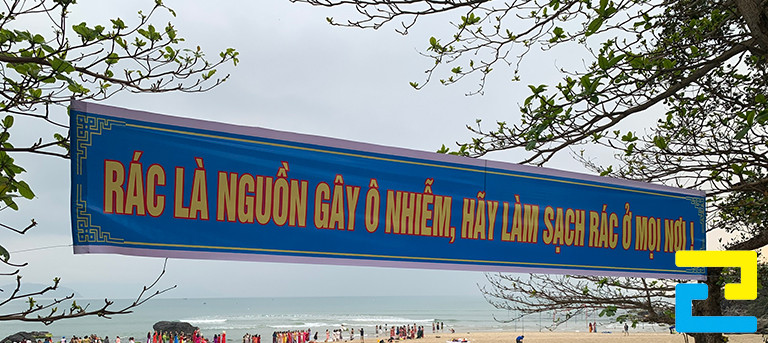 RÁC LÀ NGUỒN GÂY Ô NHIỄM, HÃY LÀM SẠCH RÁC Ở MỌI NƠI !